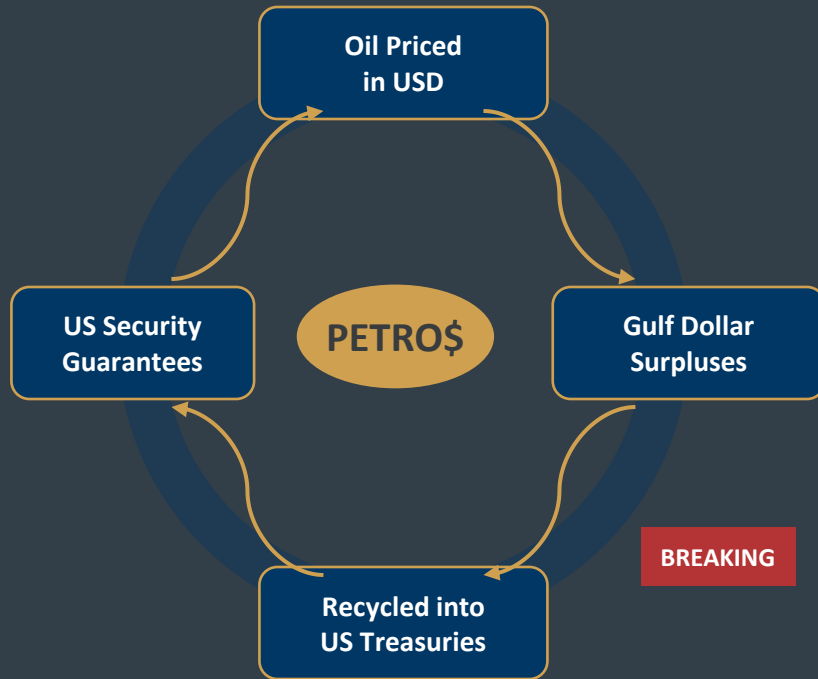 Oil Priced
in USD
US Security
Guarantees
PETRO$
Gulf Dollar
Surpluses
BREAKING
Recycled into
US Treasuries